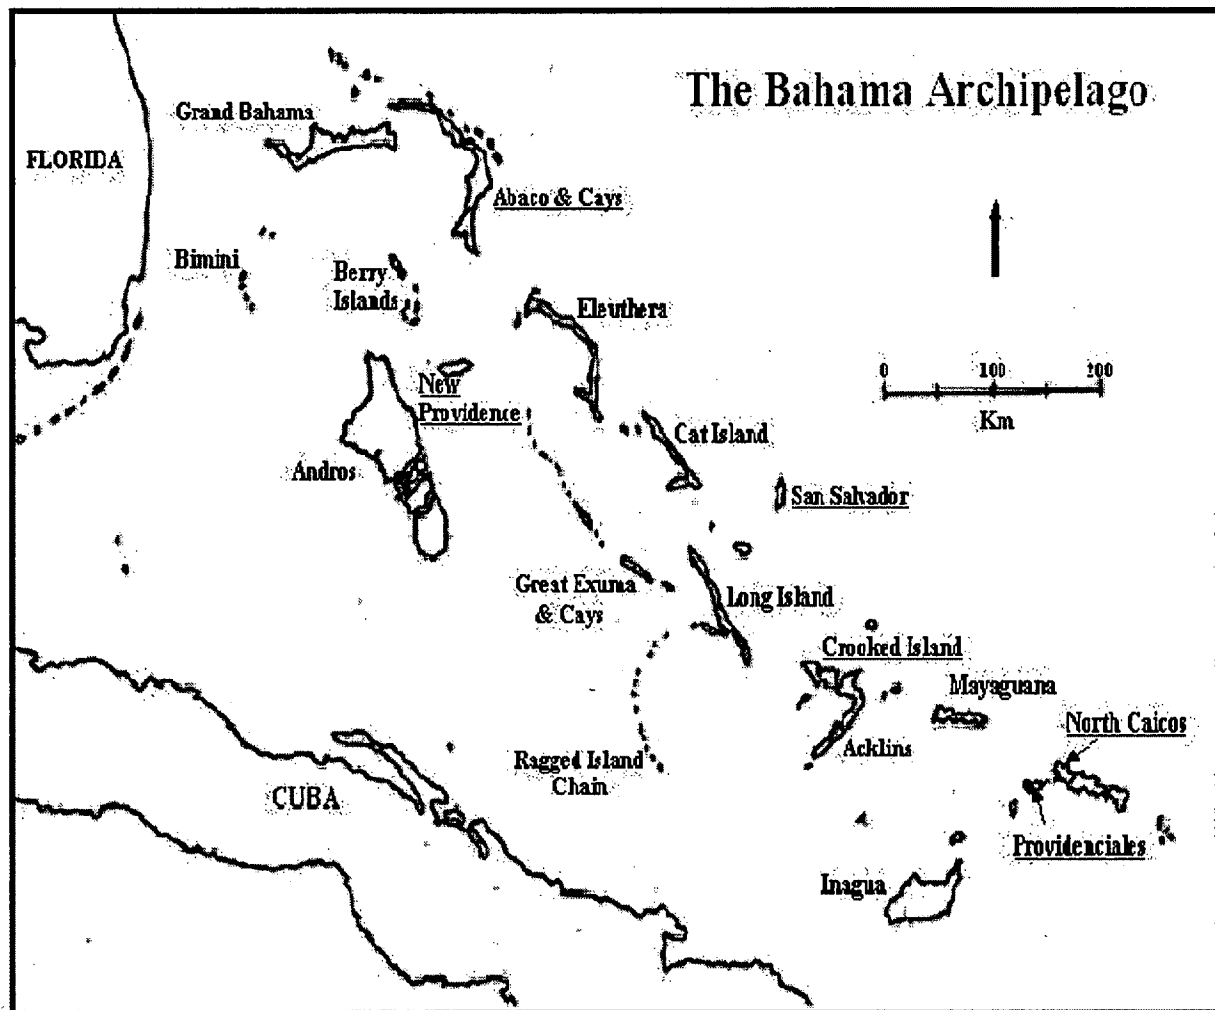 The Bahama Archipelago
Grand Bahama
FLORIDA
Abaco & Cays
Bimini
Berry
Islands
Eleuthera
0 100 200
Km
New
Providence
Cat Island
Andros
San Salvador
Great Exuma
& Cays
Long Island
Crooked Island
Mayaguana
North Caicos
Acklins
Ragged Island
Chain
CUBA
Providenciales
Inagua